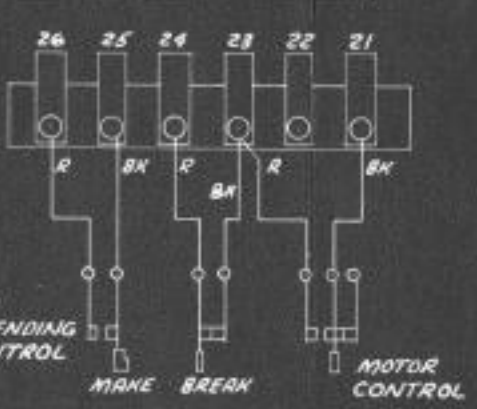 26 25 24 23 22 21
R BK R R BK
BK
MAKE BREAK
MOTOR
CONTROL